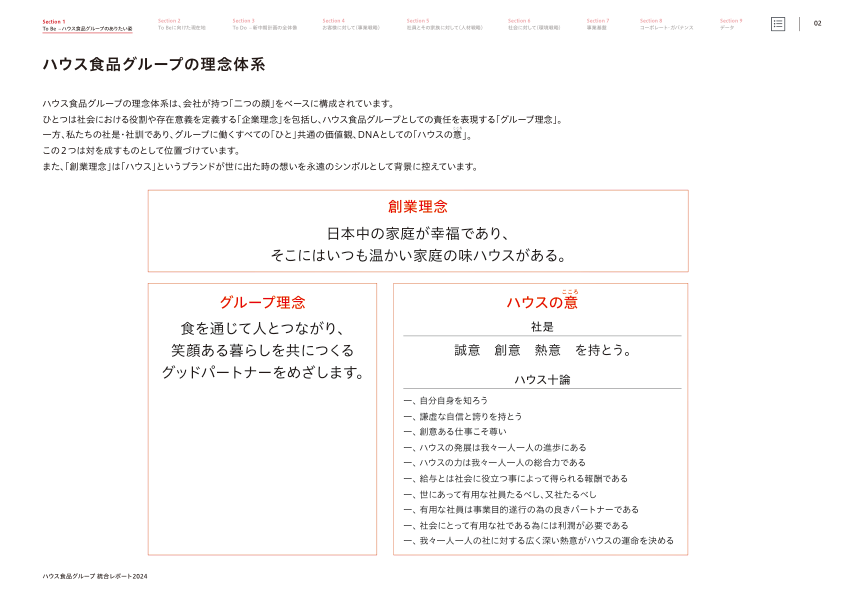 Section 1
To Be – ハウス食品グループのありたい姿
Section 2
To Beに向けた現在地
Section 3
To Do – 新中期計画の全体像
Section 4
お客様に対して(事業戦略)
Section 5
社員とその家族に対して(人材戦略)
Section 6
社会に対して(環境戦略)
Section 7
事業基盤
Section 8
コーポレート・ガバナンス
Section 9
データ
02
ハウス食品グループの理念体系
ハウス食品グループの理念体系は、会社が持つ「二つの顔」をベースに構成されています。
ひとつは社会における役割や存在意義を定義する「企業理念」を包括し、ハウス食品グループとしての責任を表現する「グループ理念」。
一方、私たちの社是・社訓であり、グループに働くすべての「ひと」共通の価値観、DNAとしての「ハウスの意」。
こころ
この2つは対を成すものとして位置づけています。
また、「創業理念」は「ハウス」というブランドが世に出た時の想いを永遠のシンボルとして背景に控えています。
創業理念
日本中の家庭が幸福であり、
そこにはいつも温かい家庭の味ハウスがある。
グループ理念
食を通じて人とつながり、
笑顔ある暮らしを共につくる
グッドパートナーをめざします。
こころ
ハウスの意
社是
誠意 創意 熱意 を持とう。
ハウス十論
一、自分自身を知ろう
一、謙虚な自信と誇りを持とう
一、創意ある仕事こそ尊い
一、ハウスの発展は我々一人一人の進歩にある
一、ハウスの力は我々一人一人の総合力である
一、給与とは社会に役立つ事によって得られる報酬である
一、世にあって有用な社員たるべし、又社たるべし
一、有用な社員は事業目的遂行の為の良きパートナーである
一、社会にとって有用な社である為には利潤が必要である
一、我々一人一人の社に対する広く深い熱意がハウスの運命を決める
ハウス食品グループ 統合レポート2024